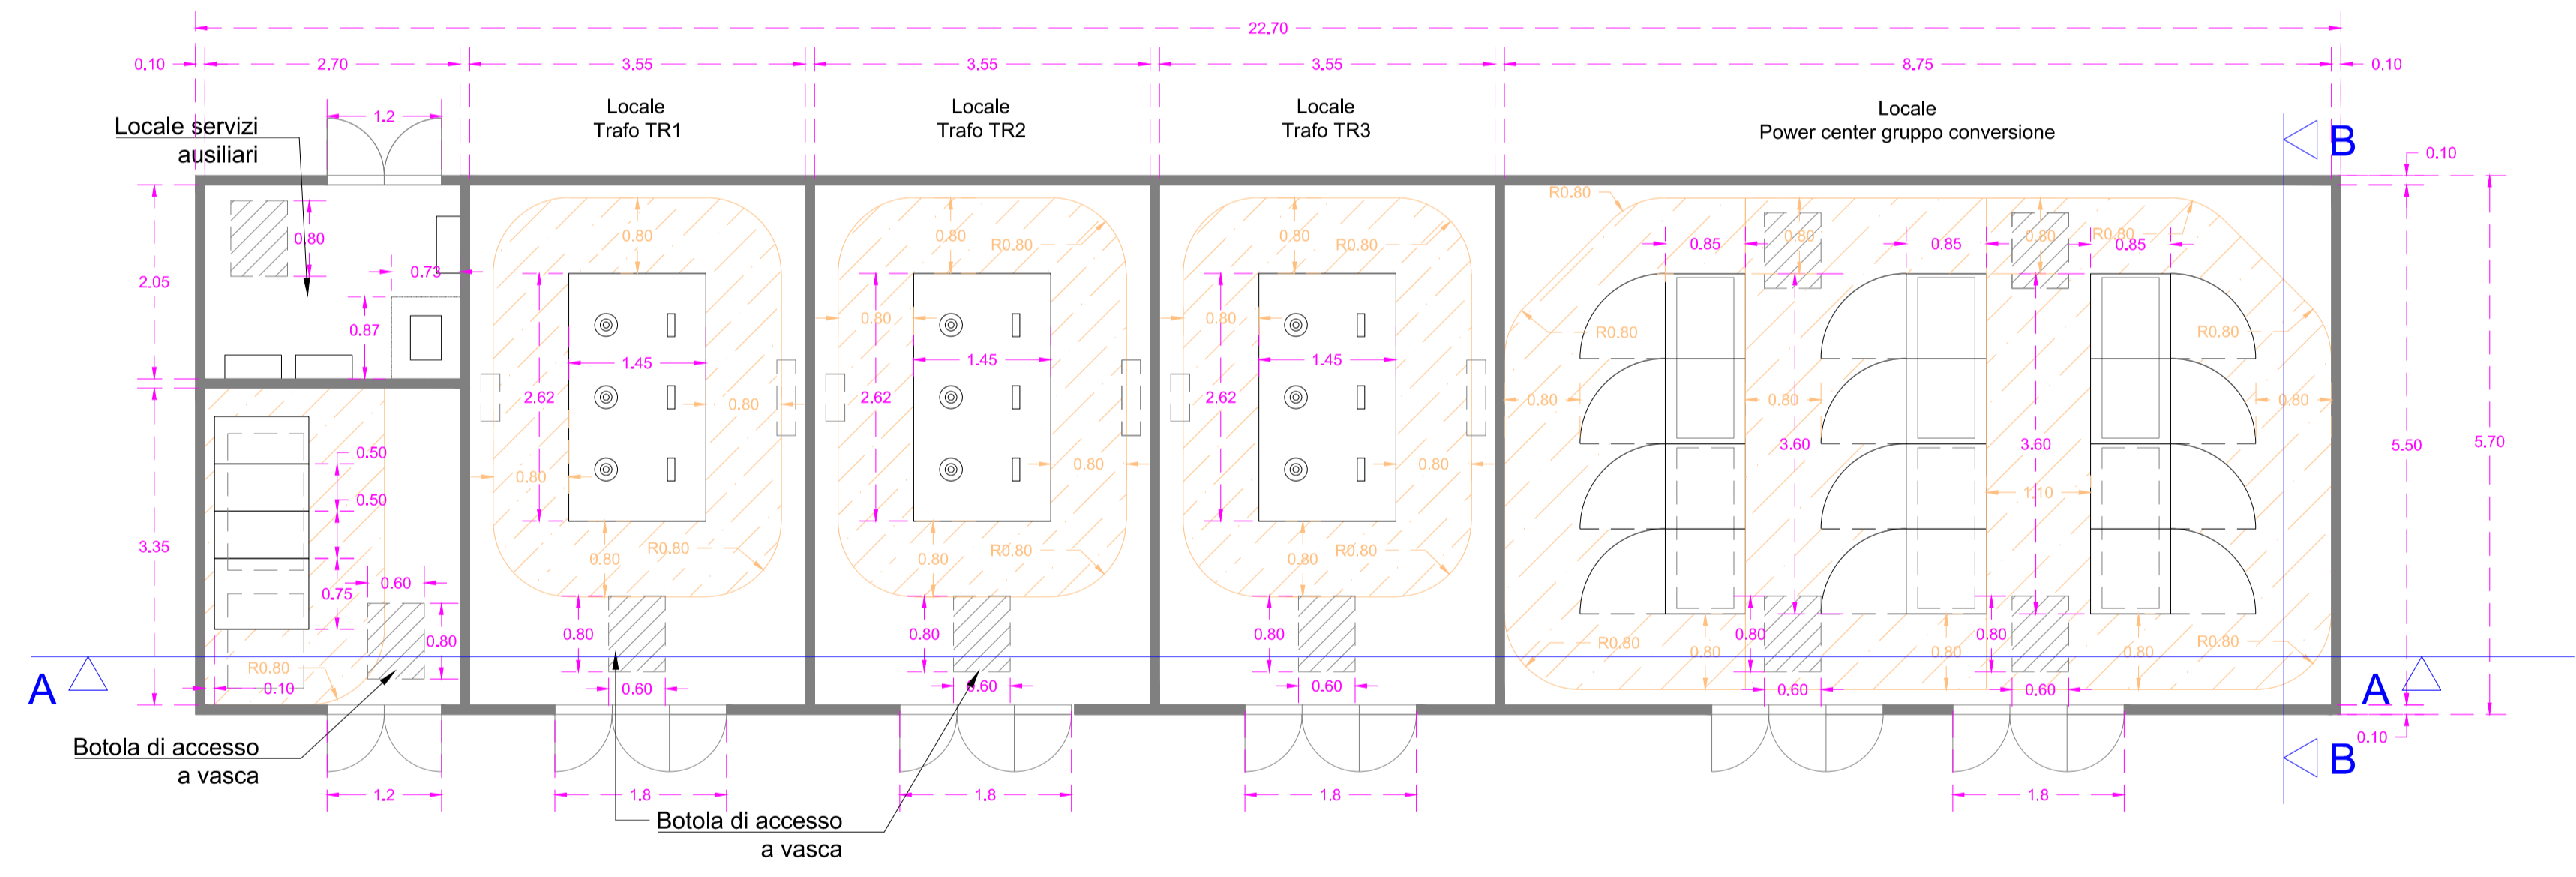 22.70
0.10
2.70
3.55
3.55
3.55
8.75
0.10
Locale servizi
ausiliari
1.2
Locale
Trafo TR1
Locale
Trafo TR2
Locale
Trafo TR3
Locale
Power center gruppo conversione
B
0.10
R0.80
0.80
0.80
0.80
R0.80
0.80
R0.80
0.80
0.80
R0.80
0.85
0.85
0.85
2.05
0.73
0.87
0.80
0.80
R0.80
R0.80
1.45
1.45
1.45
2.62
2.62
2.62
0.80
0.80
0.80
0.80
3.60
3.60
5.50
5.70
0.50
0.50
0.80
0.80
0.80
1.10
3.35
0.75
0.60
0.80
R0.80
0.80
R0.80
0.80
R0.80
0.80
0.80
0.80
0.80
0.80
0.80
R0.80
0.80
0.80
0.80
R0.80
R0.80
0.10
0.60
0.60
0.60
0.60
0.60
A
A
0.10
Botola di accesso
a vasca
B
1.2
1.8
1.8
1.8
1.8
Botola di accesso
a vasca